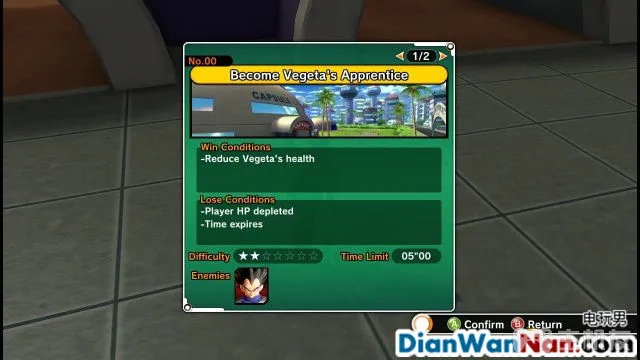 No.00
1/2
Become Vegeta's Apprentice
CAPSULE
Win Conditions
-Reduce Vegeta's health
Lose Conditions
-Player HP depleted
-Time expires
Difficulty
Time Limit 05"00
Enemies
A Confirm B Return
电玩男
DianWanNan.com